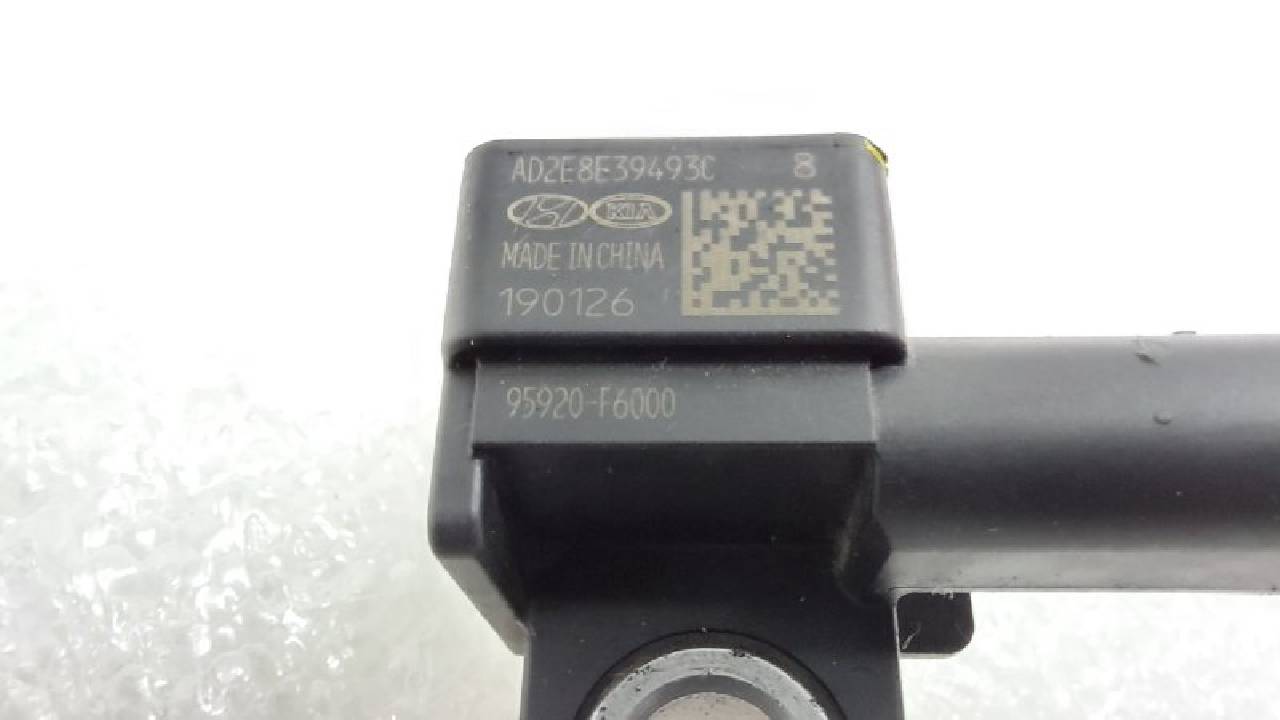 AD2E8E39493C 8
KIA
MADE IN CHINA
190126
95920-F6000